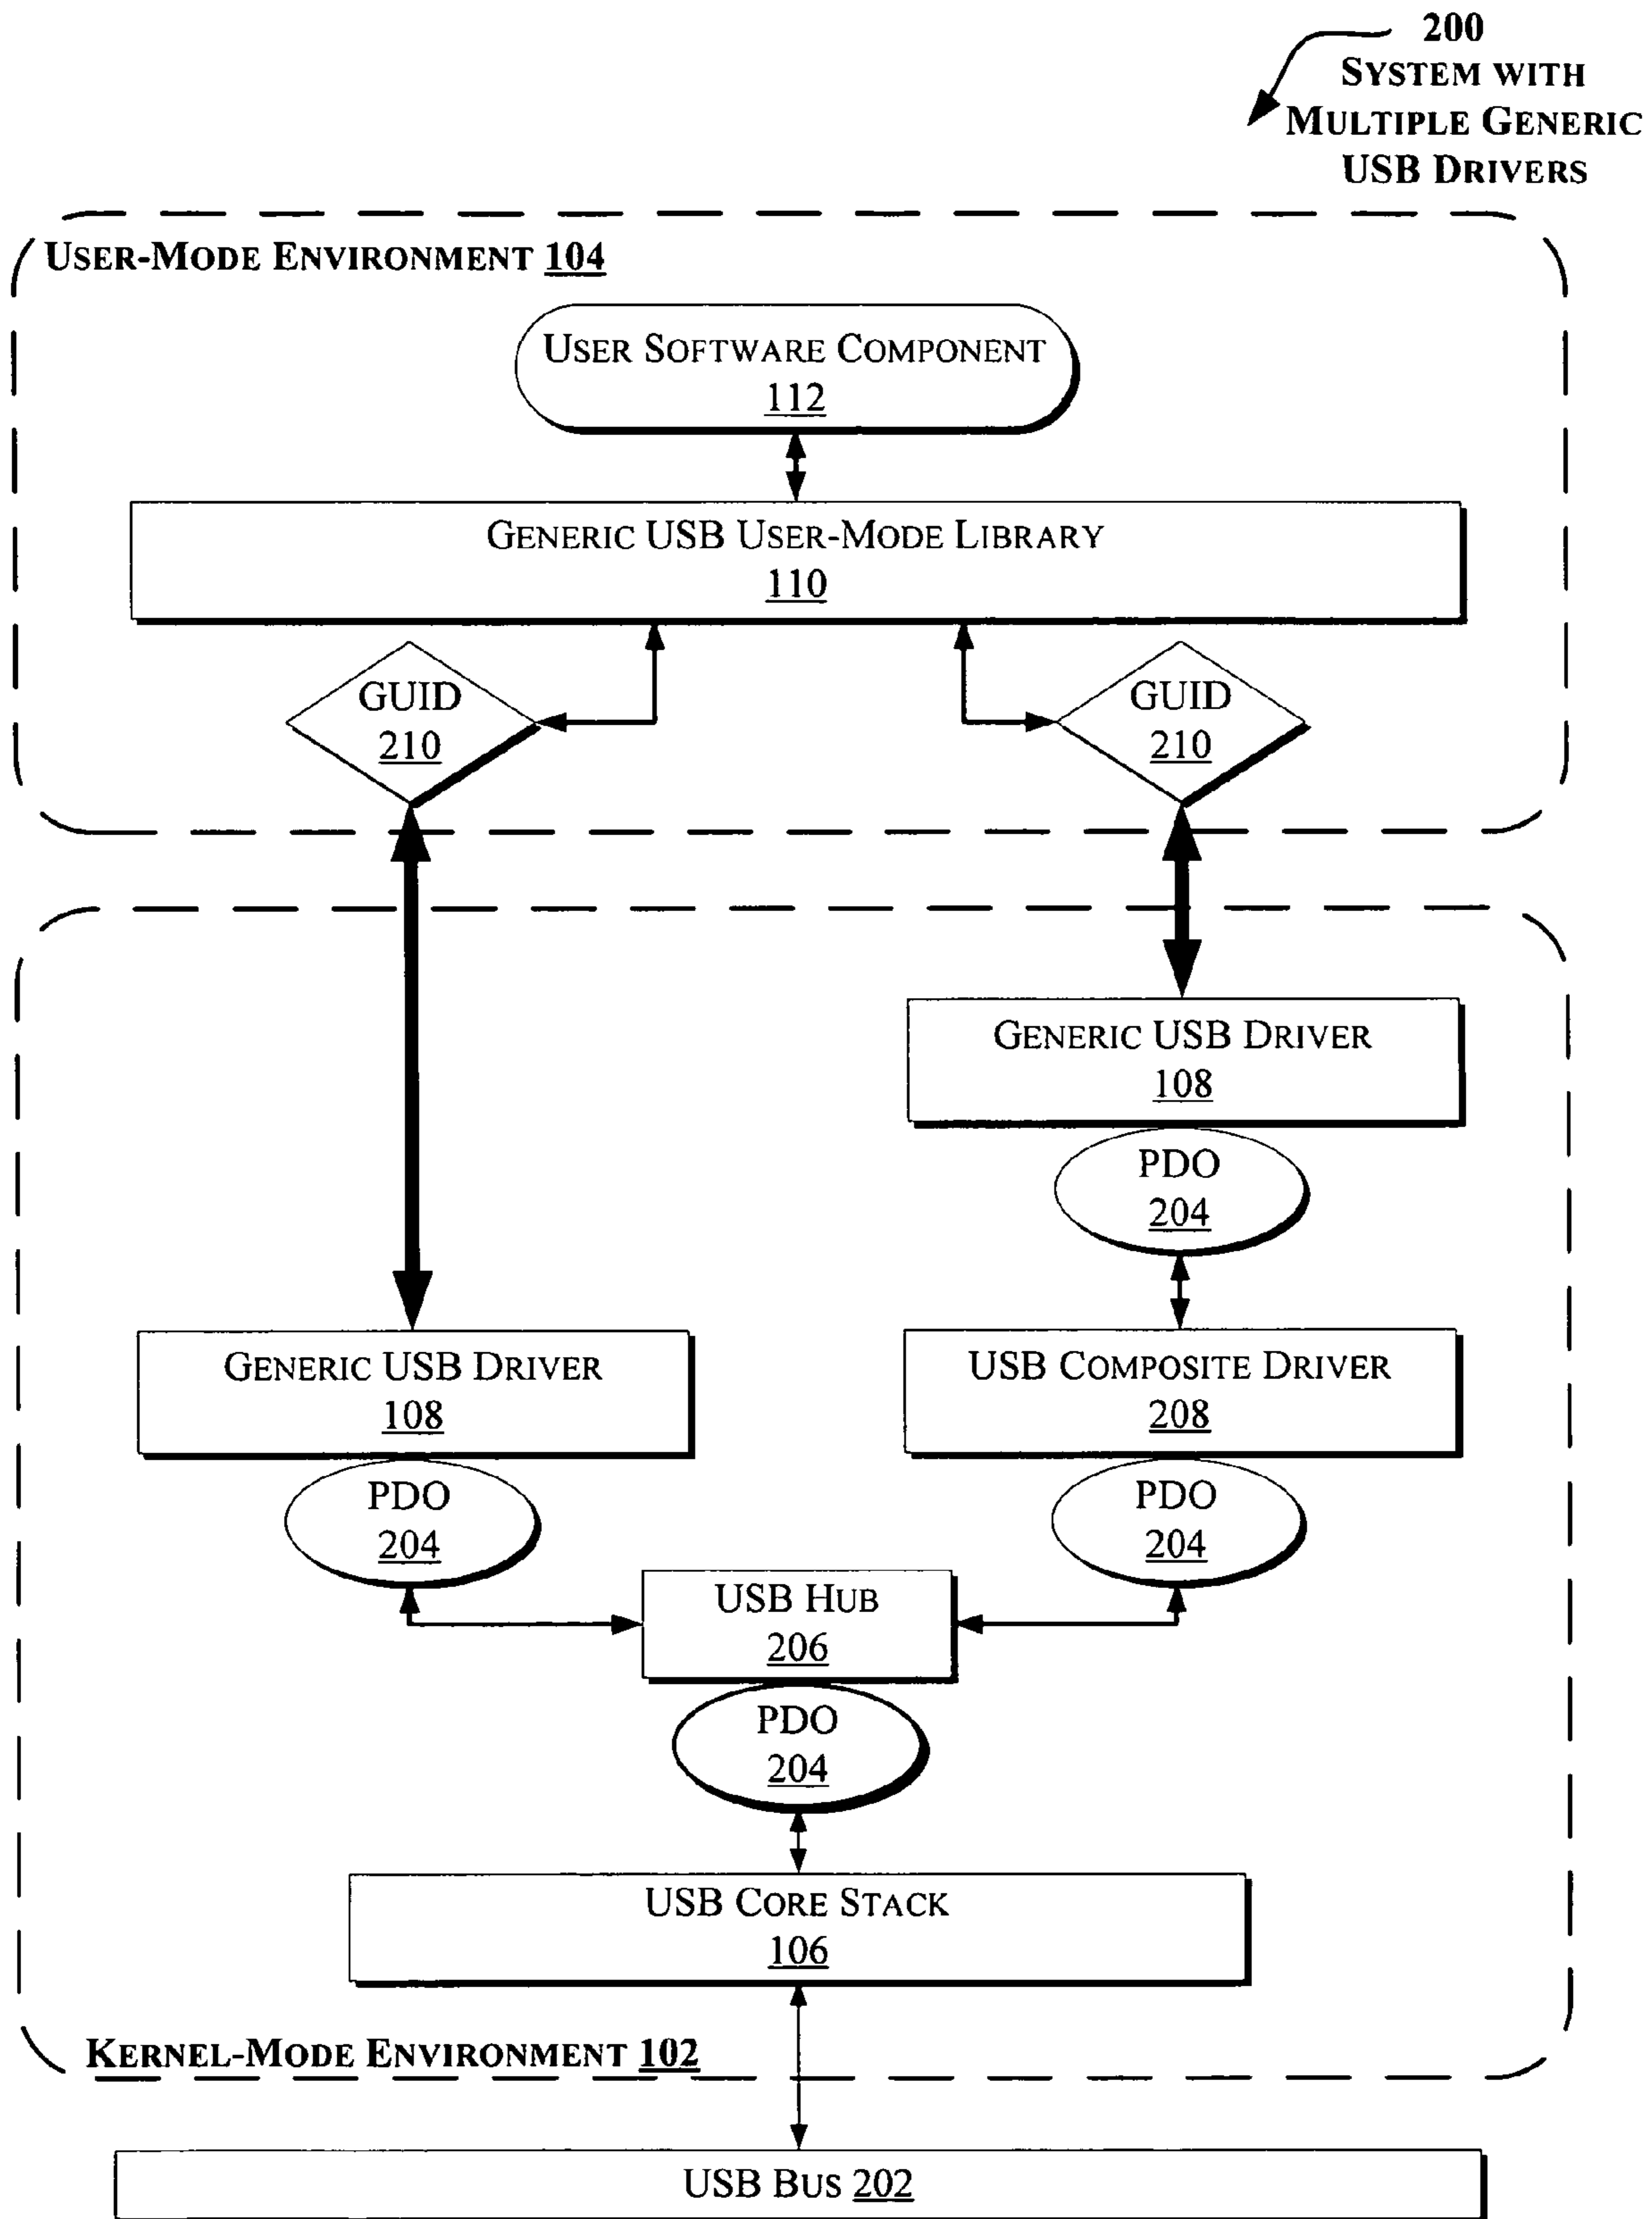 200
SYSTEM WITH
MULTIPLE GENERIC
USB DRIVERS
USER-MODE ENVIRONMENT 104
USER SOFTWARE COMPONENT
112
GENERIC USB USER-MODE LIBRARY
110
GUID
210
GUID
210
GENERIC USB DRIVER
108
PDO
204
GENERIC USB DRIVER
108
USB COMPOSITE DRIVER
208
PDO
204
PDO
204
USB HUB
206
PDO
204
USB CORE STACK
106
KERNEL-MODE ENVIRONMENT 102
USB BUS 202